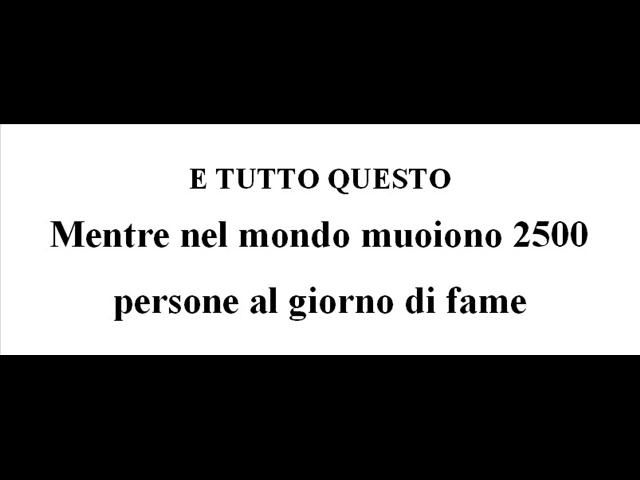 E TUTTO QUESTO
Mentre nel mondo muoiono 2500
persone al giorno di fame